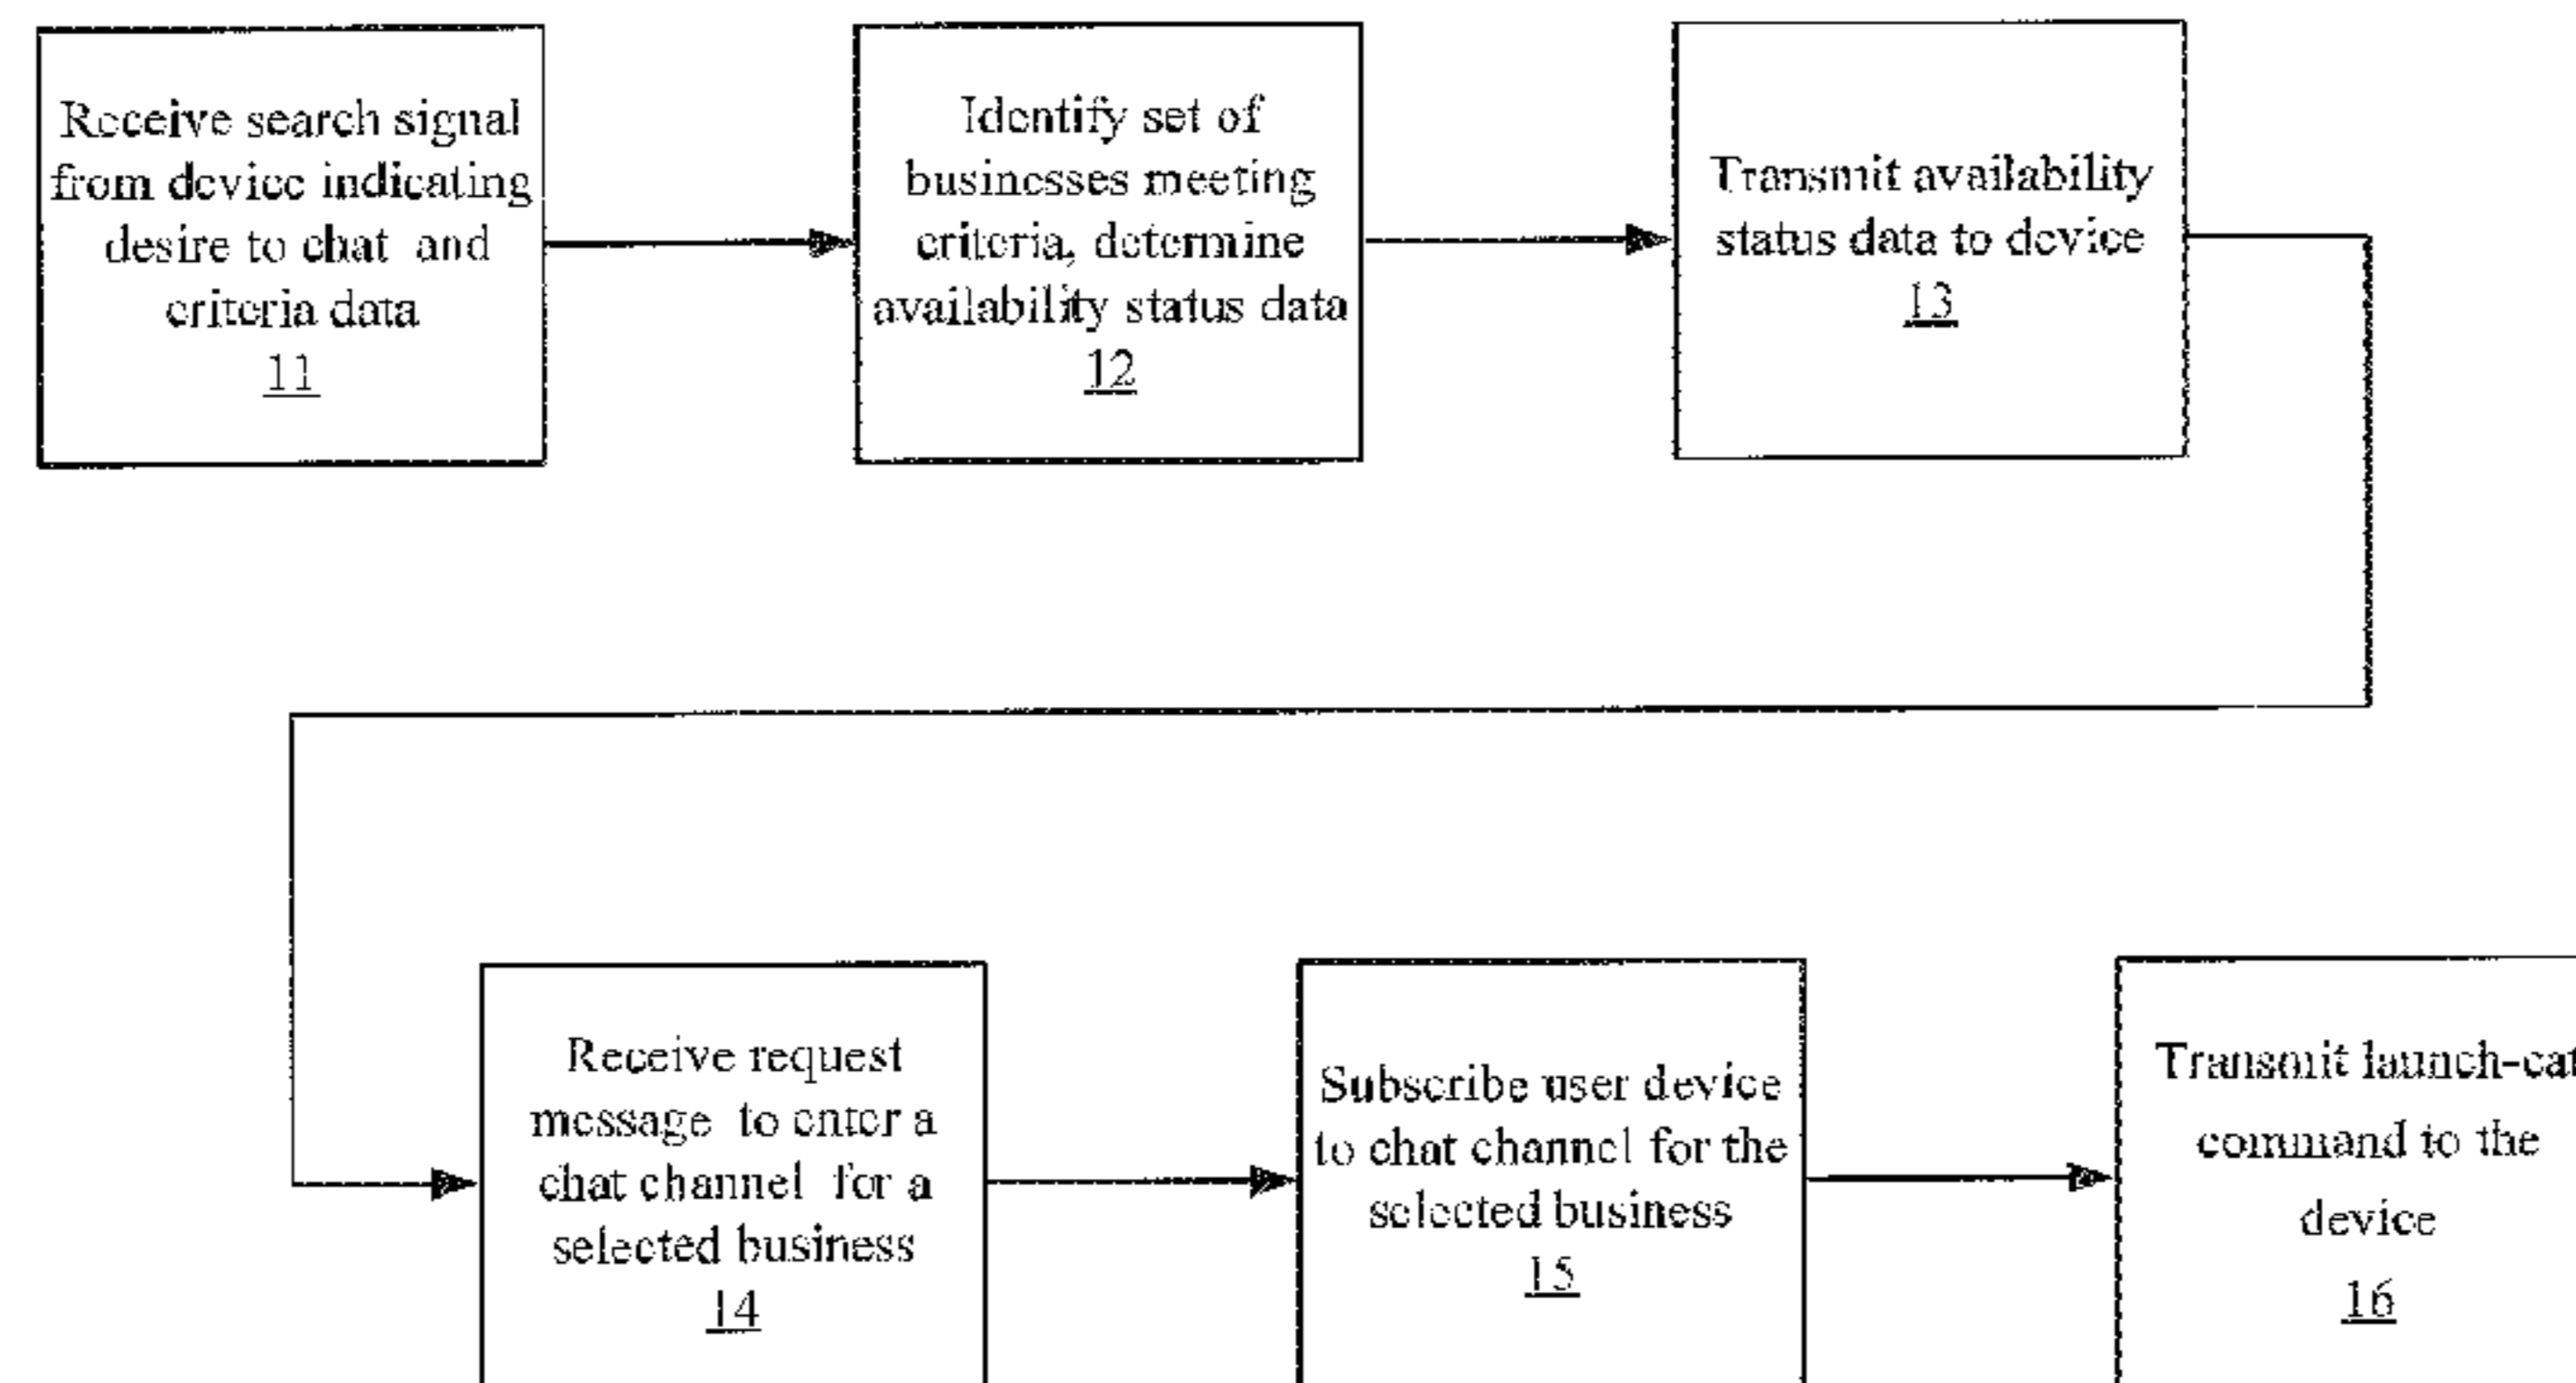 Receive search signal
from device indicating
desire to chat and
criteria data
11
Identify set of
businesses meeting
criteria, determine
availability status data
12
Transmit availability
status data to device
13
Receive request
message to enter a
chat channel for a
selected business
14
Subscribe user device
to chat channel for the
selected business
15
Transmit launch-cat
command to the
device
16